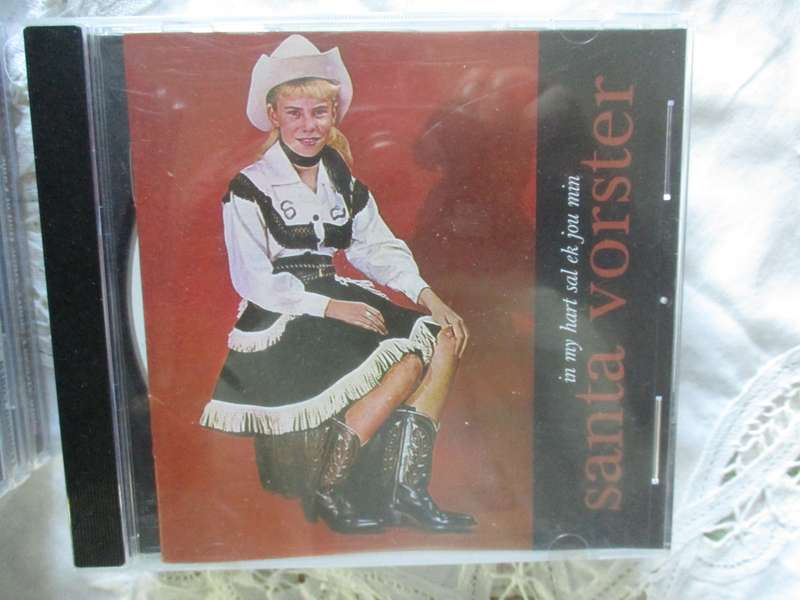 in my hart sal ek jou min
santa vorster